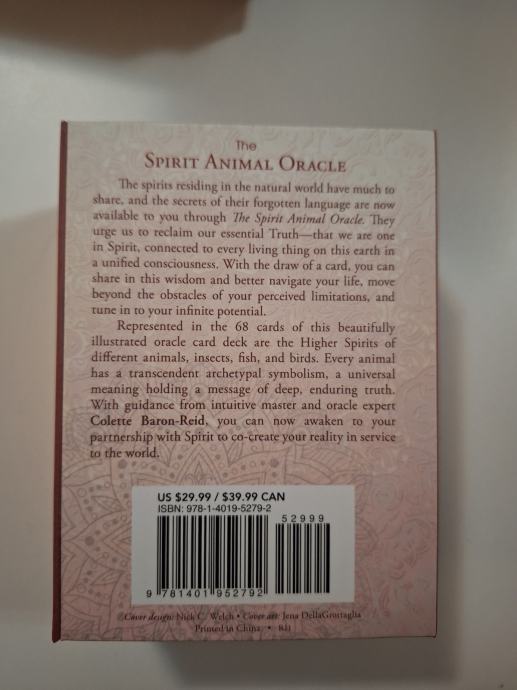 The
SPIRIT ANIMAL ORACLE
The spirits residing in the natural world have much to
share, and the secrets of their forgotten language are now
available to you through The Spirit Animal Oracle. They
urge us to reclaim our essential Truth—that we are one
in Spirit, connected to every living thing on this earth in
a unified consciousness. With the draw of a card, you can
share in this wisdom and better navigate your life, move
beyond the obstacles of your perceived limitations, and
tune in to your infinite potential.
Represented in the 68 cards of this beautifully
illustrated oracle card deck are the Higher Spirits of
different animals, insects, fish, and birds. Every animal
has a transcendent archetypal symbolism, a universal
meaning holding a message of deep, enduring truth.
With guidance from intuitive master and oracle expert
Colette Baron-Reid, you can now awaken to your
partnership with Spirit to co-create your reality in service
to the world.
US $29.99 / $39.99 CAN
ISBN: 978-1-4019-5279-2
52999
9 781401 952792
Cover design: Nick C. Welch • Cover art: Jena DellaGrottaglia
Printed in China •